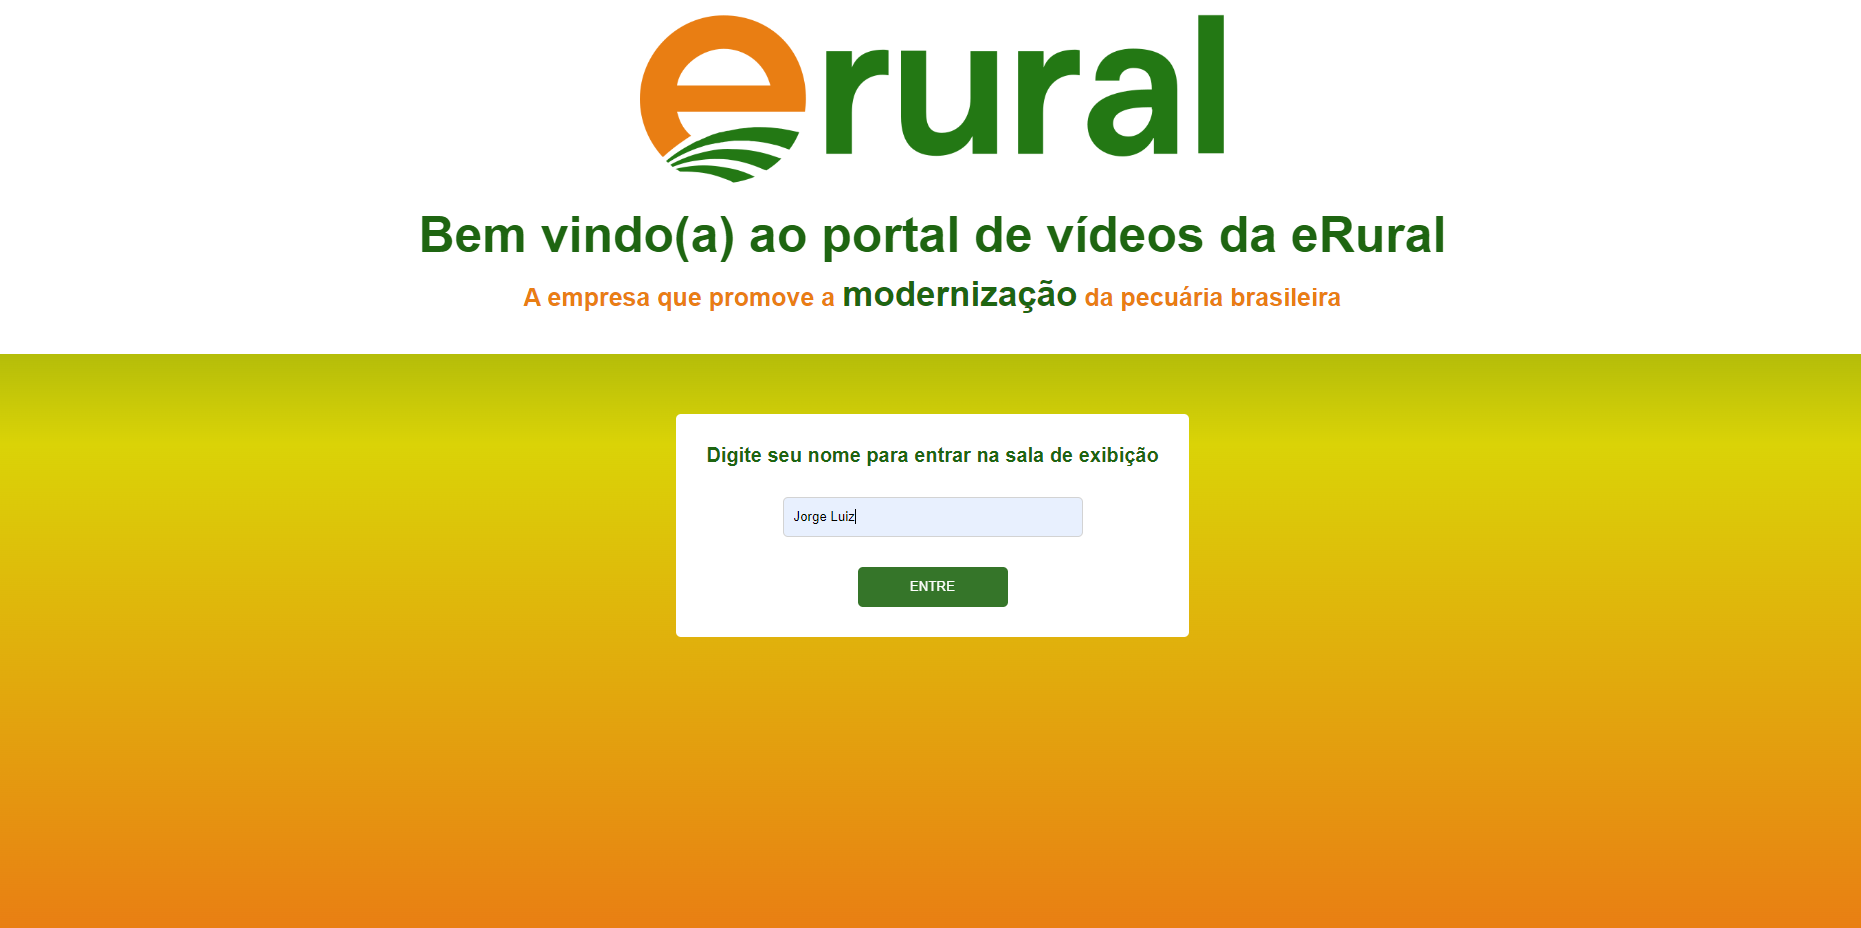 erural
Bem vindo(a) ao portal de vídeos da eRural
A empresa que promove a modernização da pecuária brasileira
Digite seu nome para entrar na sala de exibição
Jorge Luiz
ENTRE